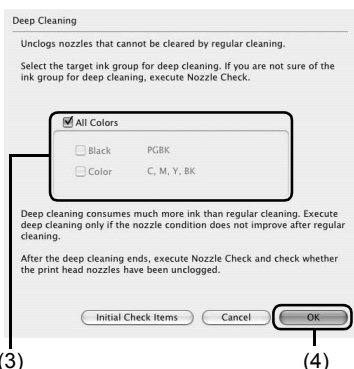 Deep Cleaning
Unclogs nozzles that cannot be cleared by regular cleaning.
Select the target ink group for deep cleaning. If you are not sure of the
ink group for deep cleaning, execute Nozzle Check.
All Colors
Black PGBK
Color C, M, Y, BK
Deep cleaning consumes much more ink than regular cleaning. Execute
deep cleaning only if the nozzle condition does not improve after regular
cleaning.
After the deep cleaning ends, execute Nozzle Check and check whether
the print head nozzles have been unclogged.
Initial Check Items Cancel OK
(3) (4)